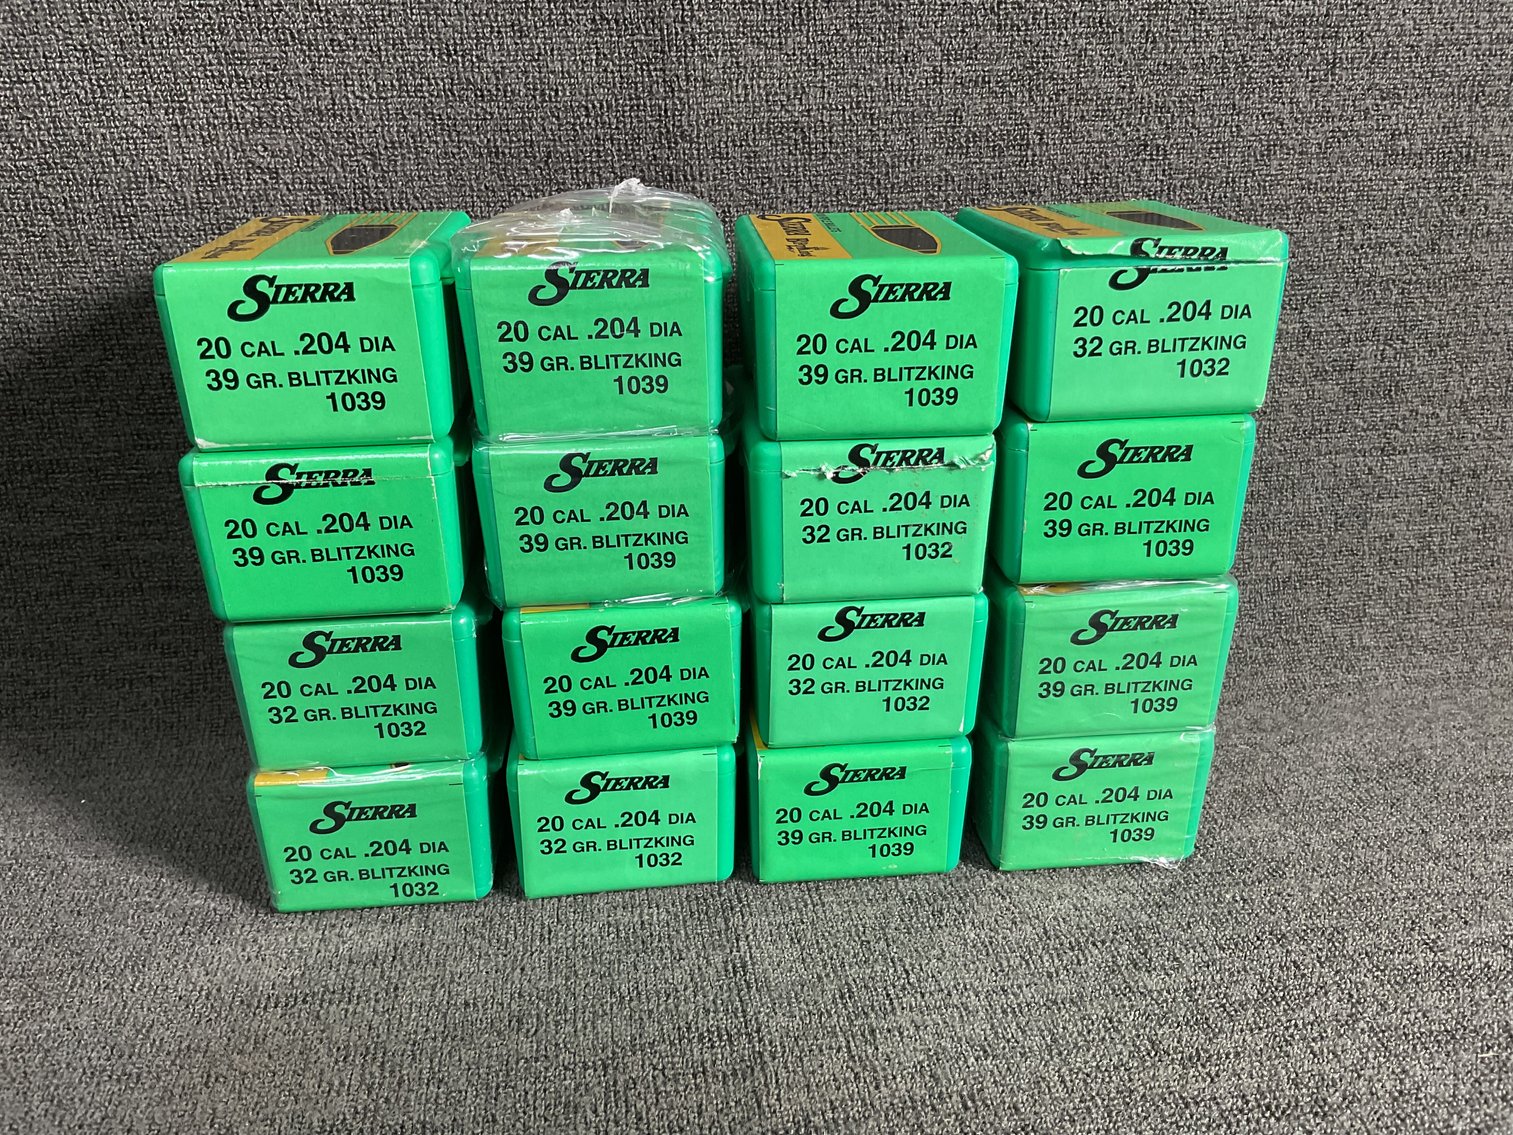 SIERRA
20 CAL .204 DIA
39 GR. BLITZKING
1039
SIERRA
20 CAL .204 DIA
39 GR. BLITZKING
1039
SIERRA
20 CAL .204 DIA
39 GR. BLITZKING
1039
SIERRA
20 CAL .204 DIA
32 GR. BLITZKING
1032
SIERRA
20 CAL .204 DIA
39 GR. BLITZKING
1039
SIERRA
20 CAL .204 DIA
39 GR. BLITZKING
1039
SIERRA
20 CAL .204 DIA
32 GR. BLITZKING
1032
SIERRA
20 CAL .204 DIA
39 GR. BLITZKING
1039
SIERRA
20 CAL .204 DIA
32 GR. BLITZKING
1032
SIERRA
20 CAL .204 DIA
39 GR. BLITZKING
1039
SIERRA
20 CAL .204 DIA
32 GR. BLITZKING
1032
SIERRA
20 CAL .204 DIA
39 GR. BLITZKING
1039
SIERRA
20 CAL .204 DIA
32 GR. BLITZKING
1032
SIERRA
20 CAL .204 DIA
32 GR. BLITZKING
1032
SIERRA
20 CAL .204 DIA
39 GR. BLITZKING
1039
SIERRA
20 CAL .204 DIA
39 GR. BLITZKING
1039